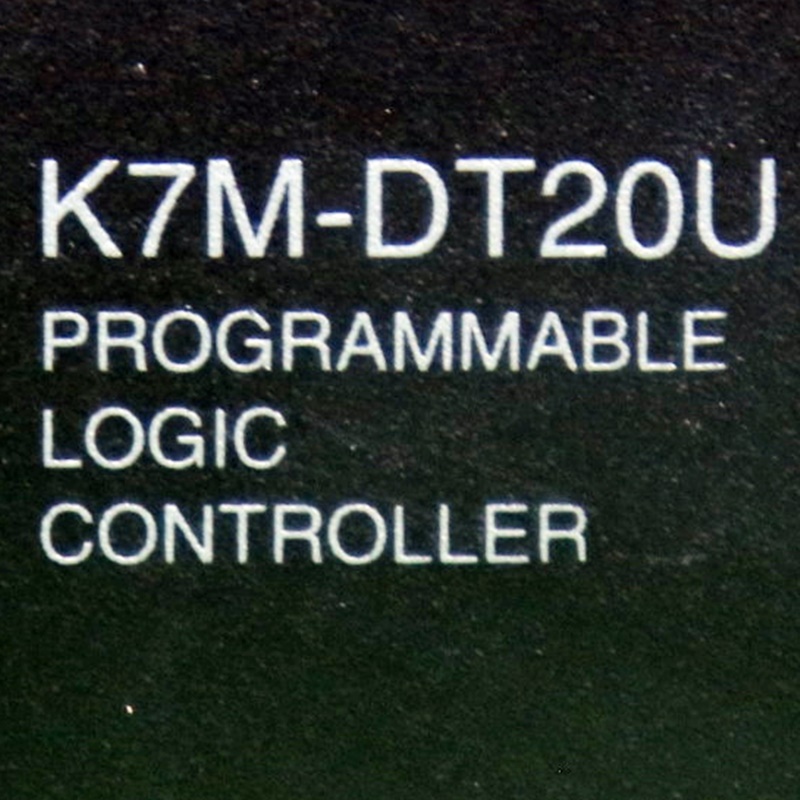 K7M-DT20U
PROGRAMMABLE
LOGIC
CONTROLLER